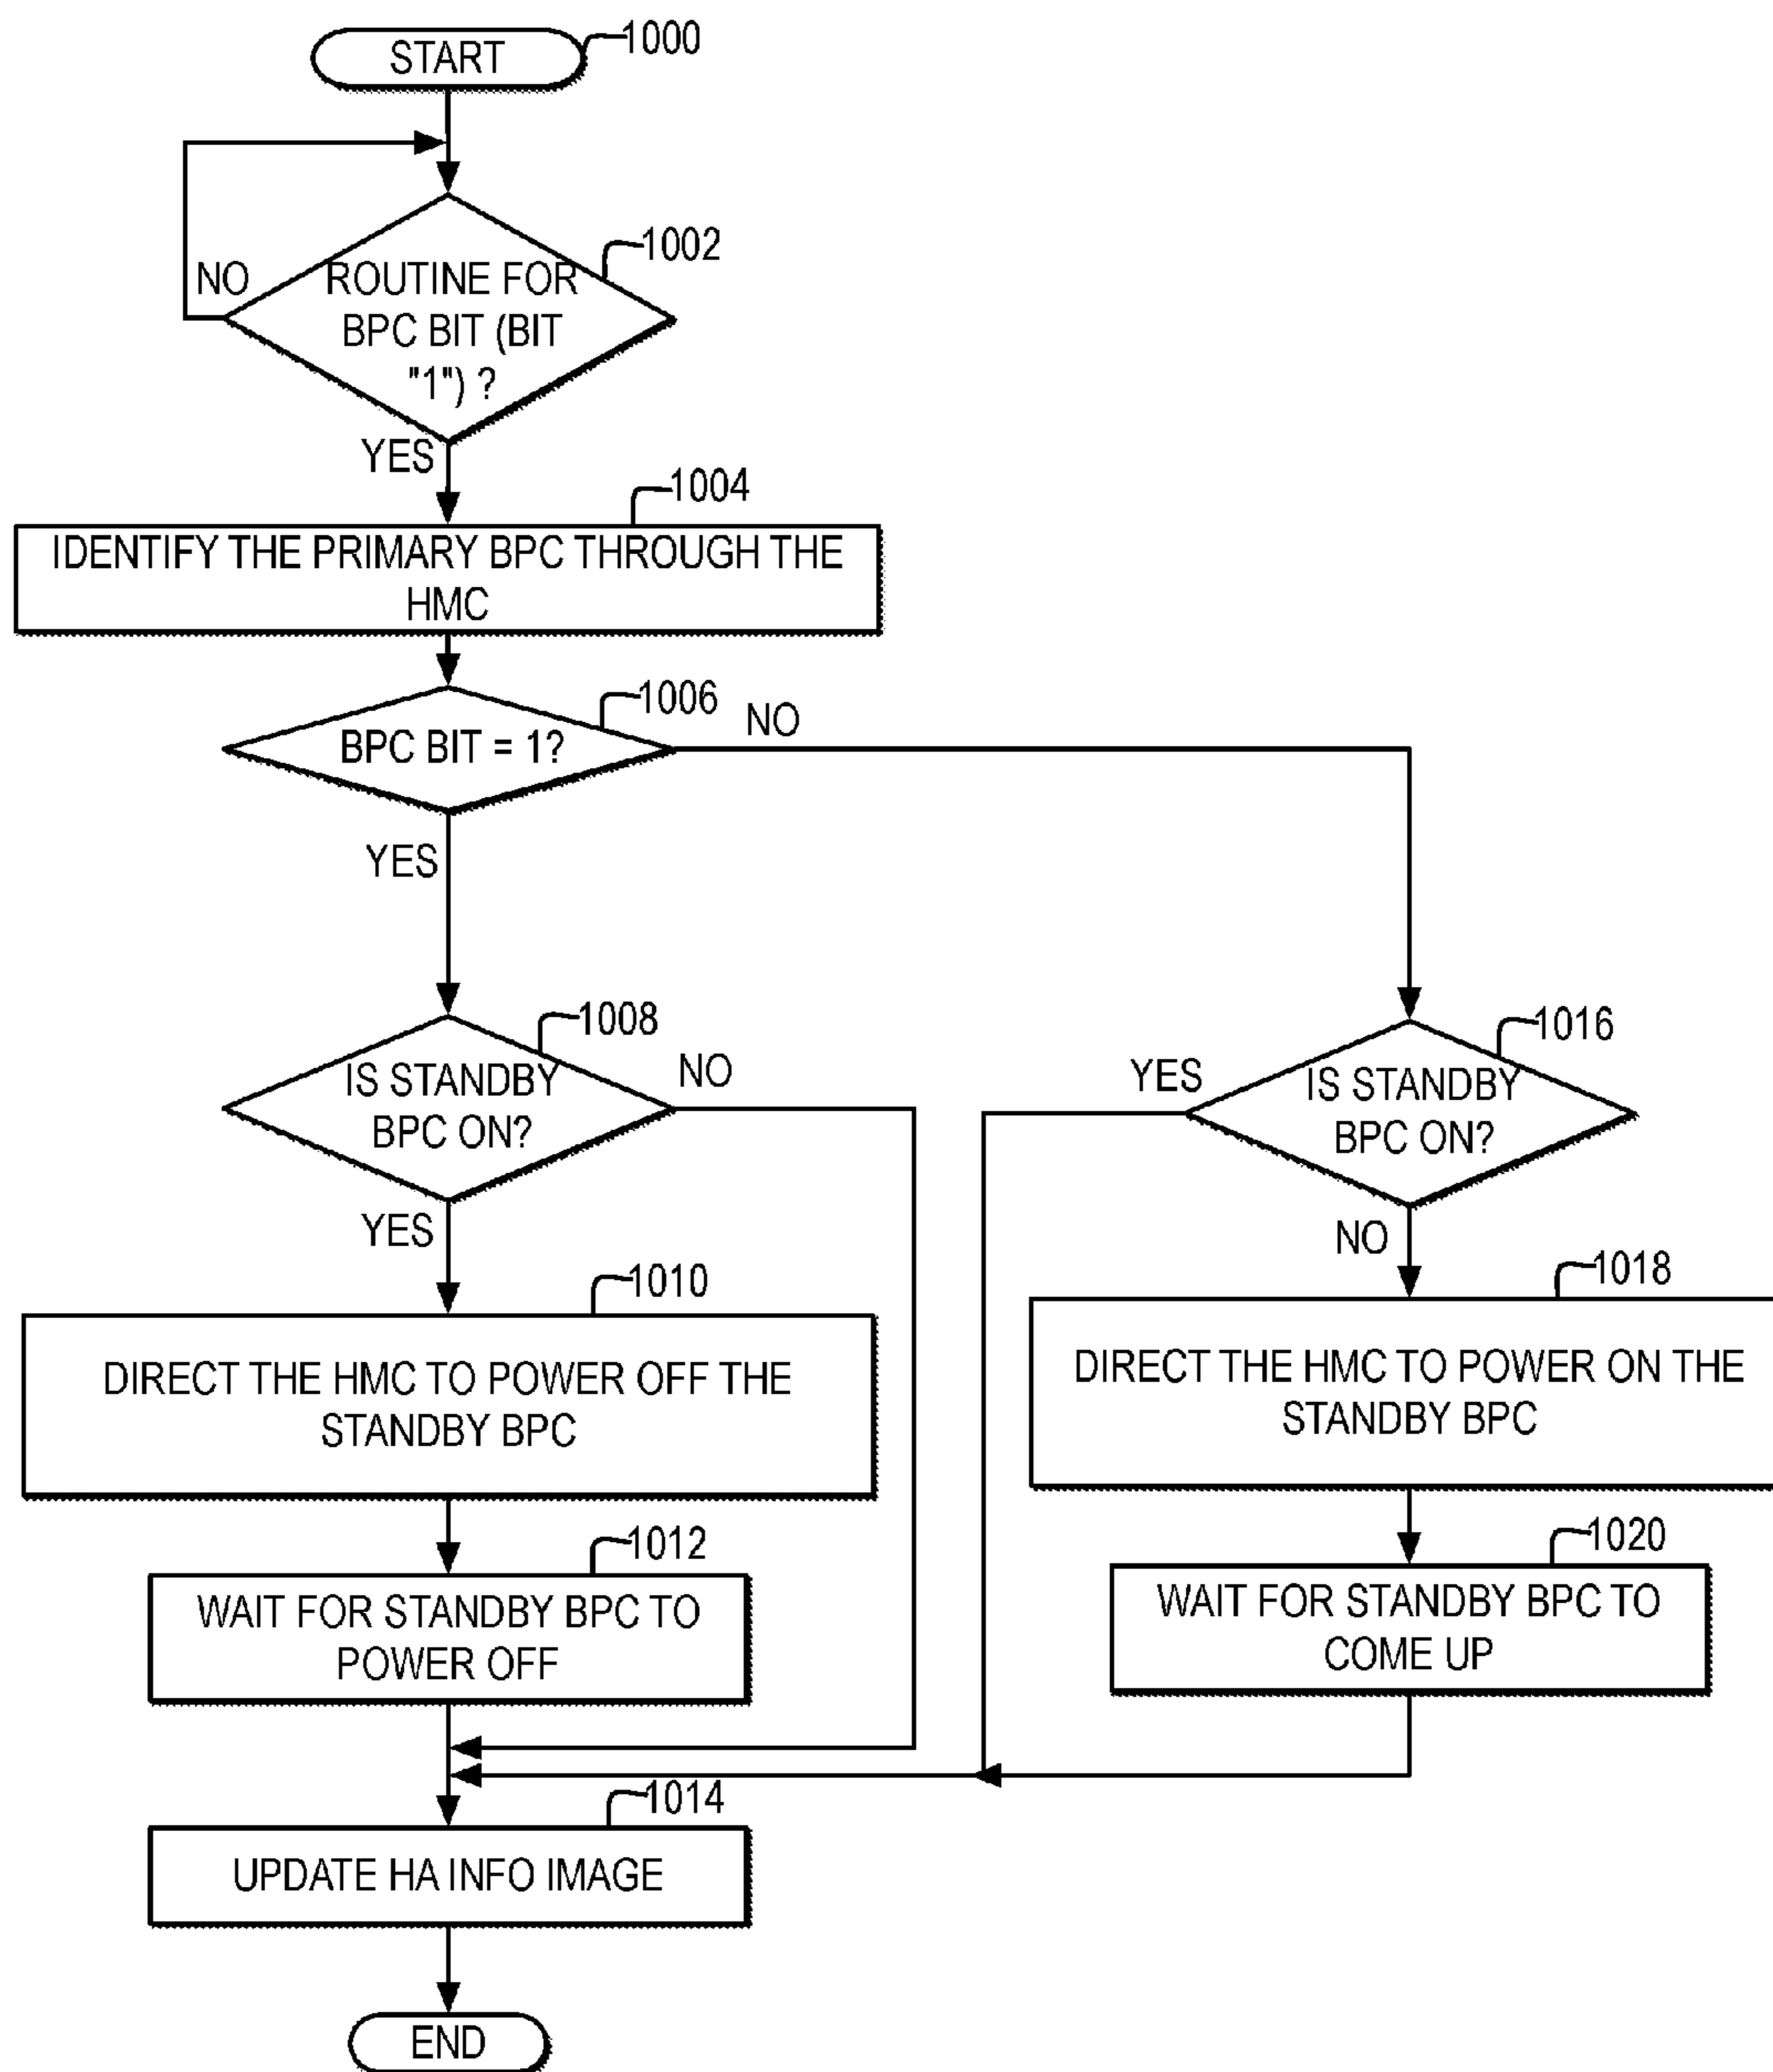 START
1000
1002
NO
ROUTINE FOR
BPC BIT (BIT
"1") ?
YES
1004
IDENTIFY THE PRIMARY BPC THROUGH THE
HMC
1006
BPC BIT = 1?
NO
YES
1008
IS STANDBY
BPC ON?
NO
YES
1016
YES
IS STANDBY
BPC ON?
NO
1010
DIRECT THE HMC TO POWER OFF THE
STANDBY BPC
1018
DIRECT THE HMC TO POWER ON THE
STANDBY BPC
1012
WAIT FOR STANDBY BPC TO
POWER OFF
1020
WAIT FOR STANDBY BPC TO
COME UP
1014
UPDATE HA INFO IMAGE
END